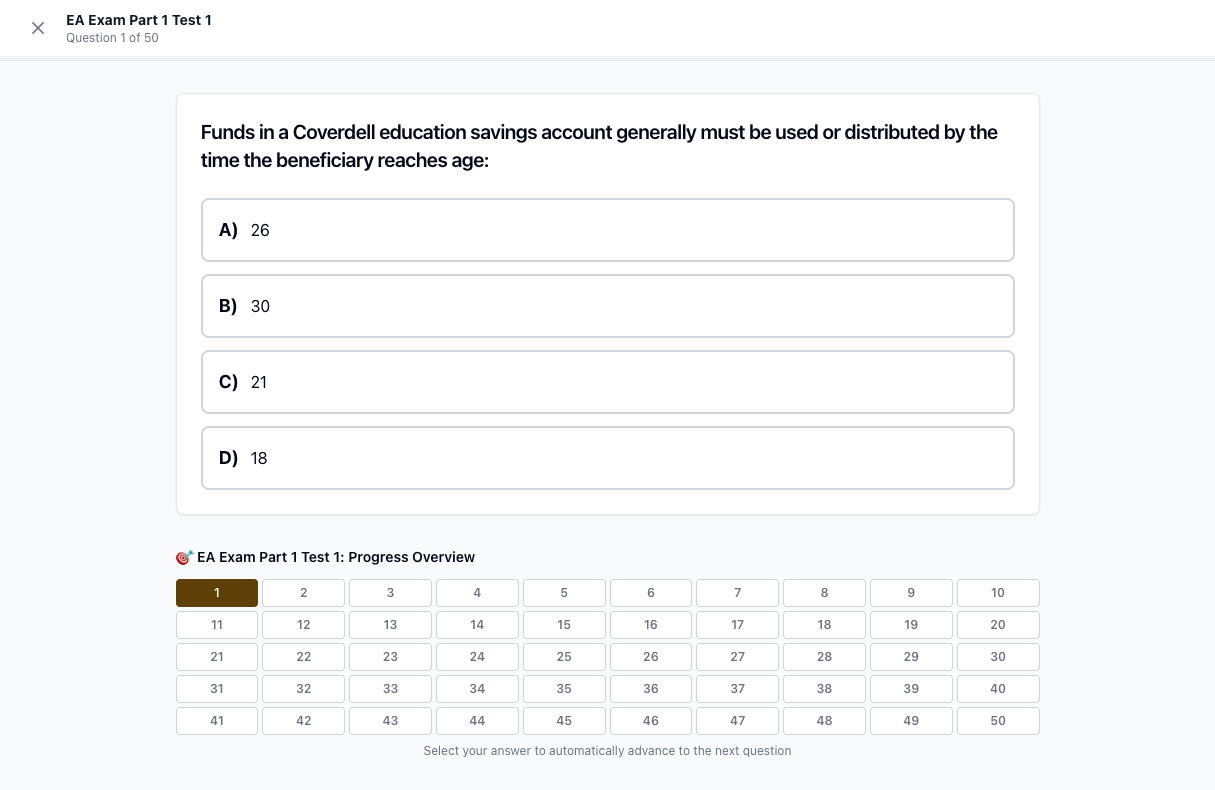 EA Exam Part 1 Test 1
Question 1 of 50
Funds in a Coverdell education savings account generally must be used or distributed by the
time the beneficiary reaches age:
A) 26
B) 30
C) 21
D) 18
🎯 EA Exam Part 1 Test 1: Progress Overview
1 2 3 4 5 6 7 8 9 10
11 12 13 14 15 16 17 18 19 20
21 22 23 24 25 26 27 28 29 30
31 32 33 34 35 36 37 38 39 40
41 42 43 44 45 46 47 48 49 50
Select your answer to automatically advance to the next question